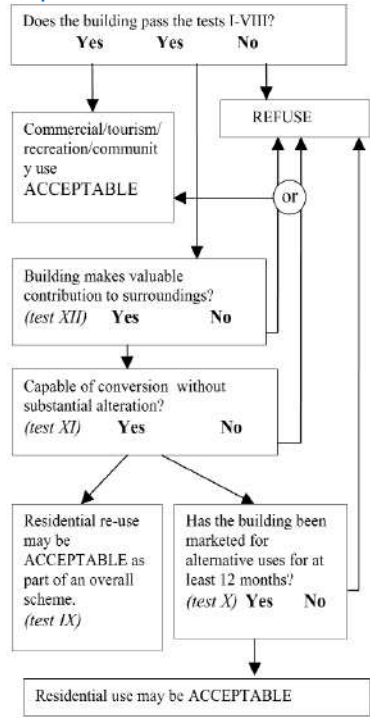 Does the building pass the tests I-VIII?
Yes Yes No
REFUSE
Commercial/tourism/
recreation/communit
y use
ACCEPTABLE
or
Building makes valuable
contribution to surroundings?
(test XII) Yes No
Capable of conversion without
substantial alteration?
(test XI) Yes No
Residential re-use
may be
ACCEPTABLE as
part of an overall
scheme.
(test IX)
Has the building been
marketed for
alternative uses for at
least 12 months?
(test X) Yes No
Residential use may be ACCEPTABLE